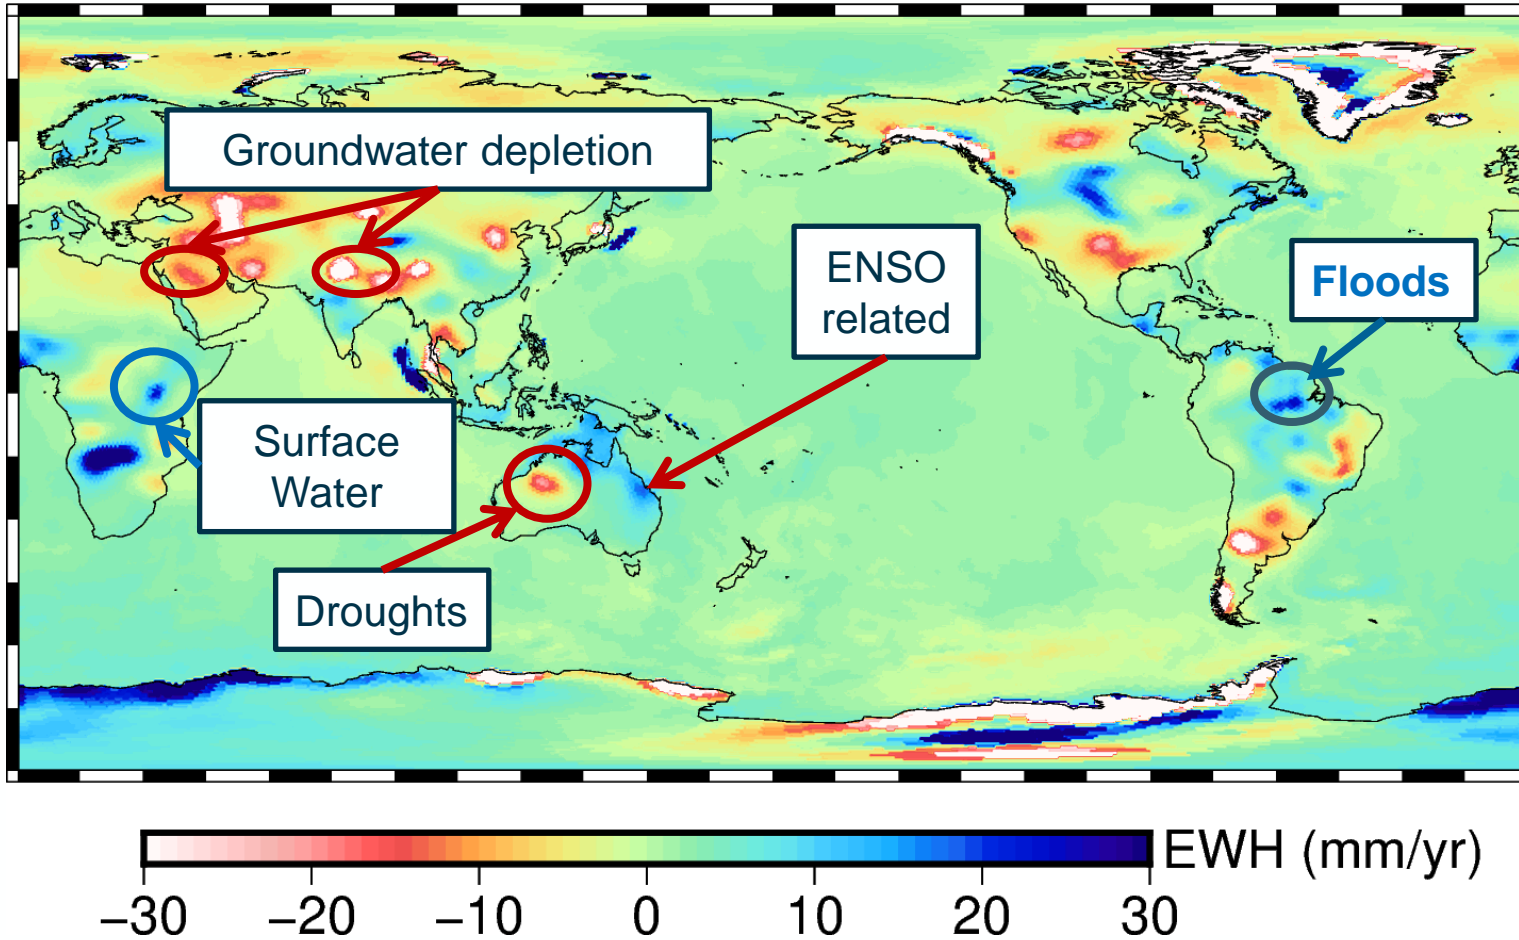 Groundwater depletion
ENSO
related
Floods
Surface
Water
Droughts
EWH (mm/yr)
−30 −20 −10 0 10 20 30